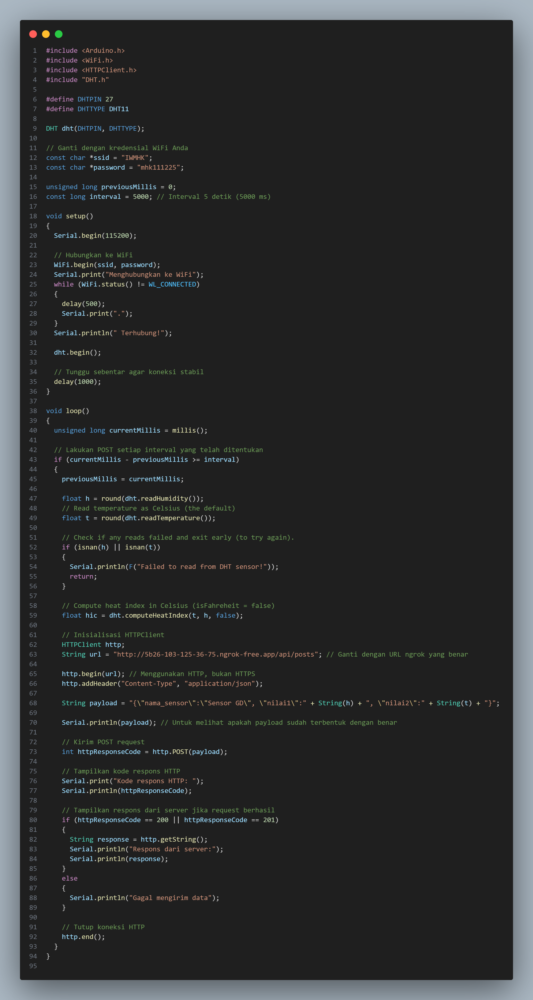 1 #include <Arduino.h>
2 #include <WiFi.h>
3 #include <HTTPClient.h>
4 #include "DHT.h"
5
6 #define DHTPIN 27
7 #define DHTTYPE DHT11
8
9 DHT dht(DHTPIN, DHTTYPE);
10
11 // Ganti dengan kredensial WiFi Anda
12 const char *ssid = "IWMHK";
13 const char *password = "mhk111225";
14
15 unsigned long previousMillis = 0;
16 const long interval = 5000; // Interval 5 detik (5000 ms)
17
18 void setup()
19 {
20   Serial.begin(115200);
21
22   // Hubungkan ke WiFi
23   WiFi.begin(ssid, password);
24   Serial.print("Menghubungkan ke WiFi");
25   while (WiFi.status() != WL_CONNECTED)
26   {
27     delay(500);
28     Serial.print(".");
29   }
30   Serial.println(" Terhubung!");
31
32   dht.begin();
33
34   // Tunggu sebentar agar koneksi stabil
35   delay(1000);
36 }
37
38 void loop()
39 {
40   unsigned long currentMillis = millis();
41
42   // Lakukan POST setiap interval yang telah ditentukan
43   if (currentMillis - previousMillis >= interval)
44   {
45     previousMillis = currentMillis;
46
47     float h = round(dht.readHumidity());
48     // Read temperature as Celsius (the default)
49     float t = round(dht.readTemperature());
50
51     // Check if any reads failed and exit early (to try again).
52     if (isnan(h) || isnan(t))
53     {
54       Serial.println(F("Failed to read from DHT sensor!"));
55       return;
56     }
57
58     // Compute heat index in Celsius (isFahreheit = false)
59     float hic = dht.computeHeatIndex(t, h, false);
60
61     // Inisialisasi HTTPClient
62     HTTPClient http;
63     String url = "http://5b26-103-125-36-75.ngrok-free.app/api/posts"; // Ganti dengan URL ngrok yang benar
64
65     http.begin(url); // Menggunakan HTTP, bukan HTTPS
66     http.addHeader("Content-Type", "application/json");
67
68     String payload = "{\"nama_sensor\":\"Sensor GD\", \"nilai1\":" + String(h) + ", \"nilai2\":" + String(t) + "}";
69
70     Serial.println(payload); // Untuk melihat apakah payload sudah terbentuk dengan benar
71
72     // Kirim POST request
73     int httpResponseCode = http.POST(payload);
74
75     // Tampilkan kode respons HTTP
76     Serial.print("Kode respons HTTP: ");
77     Serial.println(httpResponseCode);
78
79     // Tampilkan respons dari server jika request berhasil
80     if (httpResponseCode == 200 || httpResponseCode == 201)
81     {
82       String response = http.getString();
83       Serial.println("Respons dari server:");
84       Serial.println(response);
85     }
86     else
87     {
88       Serial.println("Gagal mengirim data");
89     }
90
91     // Tutup koneksi HTTP
92     http.end();
93   }
94 }
95